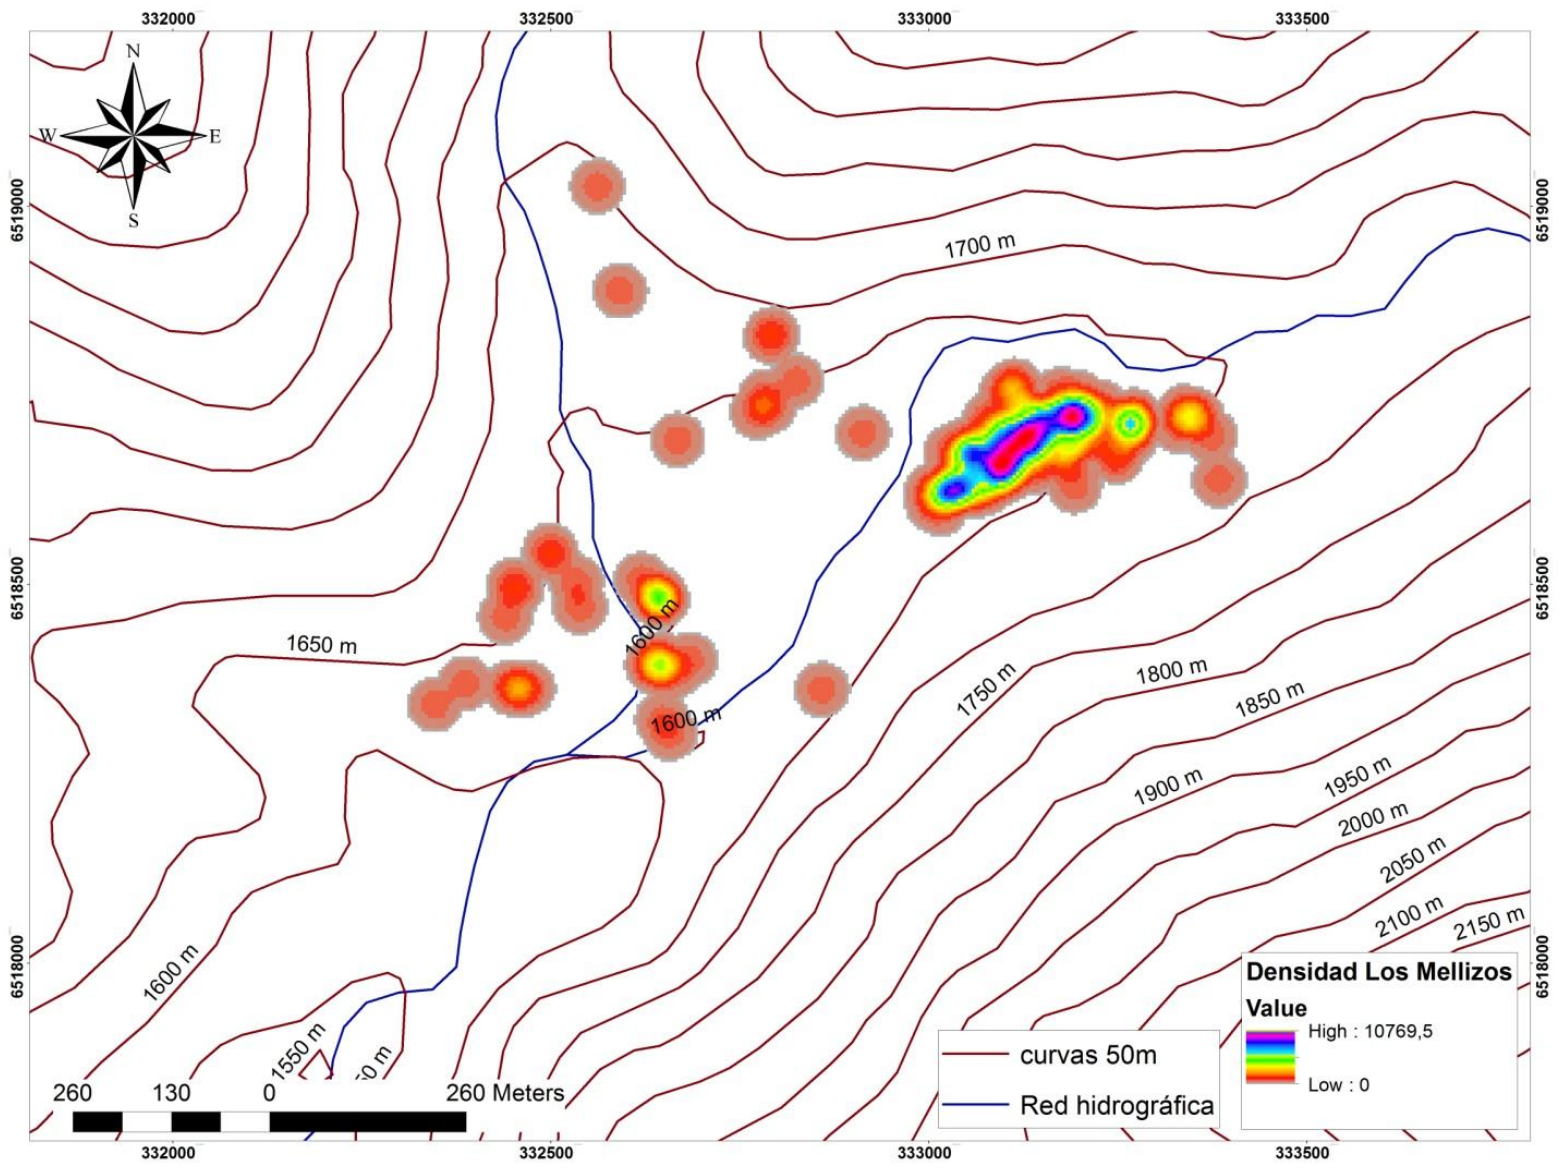 332000
332500
333000
333500
N
W
E
S
6519000
6519000
1700 m
6518500
6518500
1600 m
1650 m
1600 m
1750 m
1800 m
1850 m
1900 m
1950 m
2000 m
2050 m
2100 m
2150 m
1600 m
6518000
6518000
1550 m
50 m
Densidad Los Mellizos
Value
High : 10769,5
Low : 0
curvas 50m
Red hidrográfica
260
130
0
260 Meters
332000
332500
333000
333500